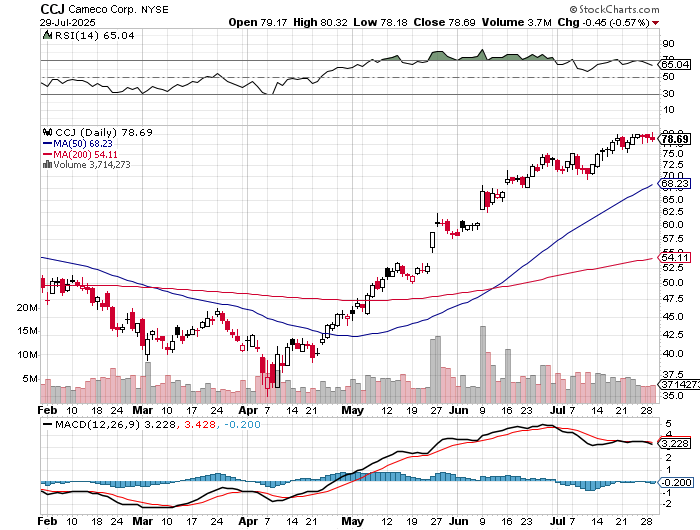 CCJ Cameco Corp. NYSE
© StockCharts.com
29-Jul-2025
Open 79.17 High 80.32 Low 78.18 Close 78.69 Volume 3.7M Chg -0.45 (-0.57%)
RSI(14) 65.04
90
70
65.04
50
30
10
CCJ (Daily) 78.69
MA(50) 68.23
MA(200) 54.11
Volume 3,714,273
78.69
75.0
72.5
70.0
68.23
65.0
62.5
60.0
57.5
54.11
52.5
50.0
47.5
45.0
42.5
40.0
37.5
35.0
20M
15M
10M
5M
3714273
Feb 10 18 24 Mar 10 17 24 Apr 7 14 21 May 12 19 27 Jun 9 16 23 Jul 7 14 21 28
MACD(12,26,9) 3.228, 3.428, -0.200
5
4
3.228
2
1
-0.200
-1
-2
Feb 10 18 24 Mar 10 17 24 Apr 7 14 21 May 12 19 27 Jun 9 16 23 Jul 7 14 21 28